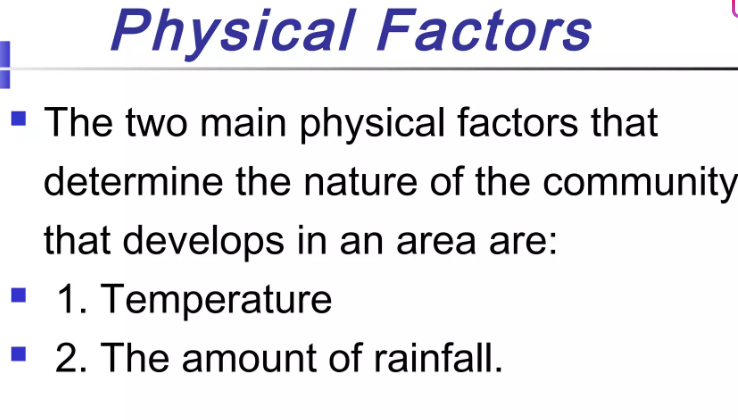 Physical Factors
The two main physical factors that
determine the nature of the community
that develops in an area are:
1. Temperature
2. The amount of rainfall.